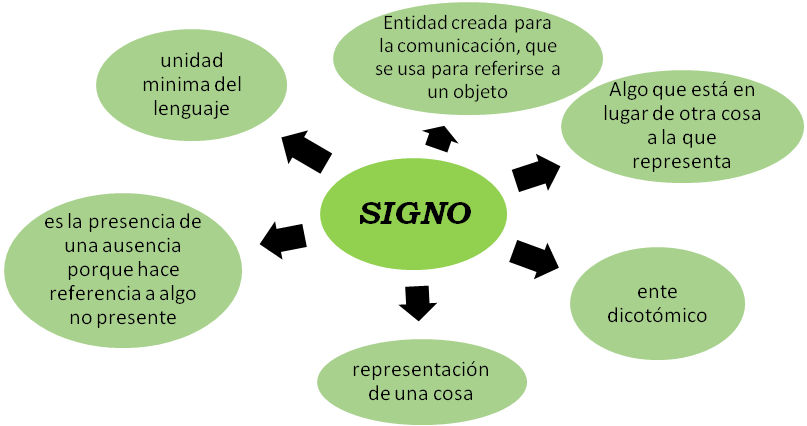 Entidad creada para
la comunicación, que
se usa para referirse a
un objeto
unidad
minima del
lenguaje
Algo que está en
lugar de otra cosa
a la que
representa
SIGNO
es la presencia de
una ausencia
porque hace
referencia a algo
no presente
ente
dicotómico
representación
de una cosa